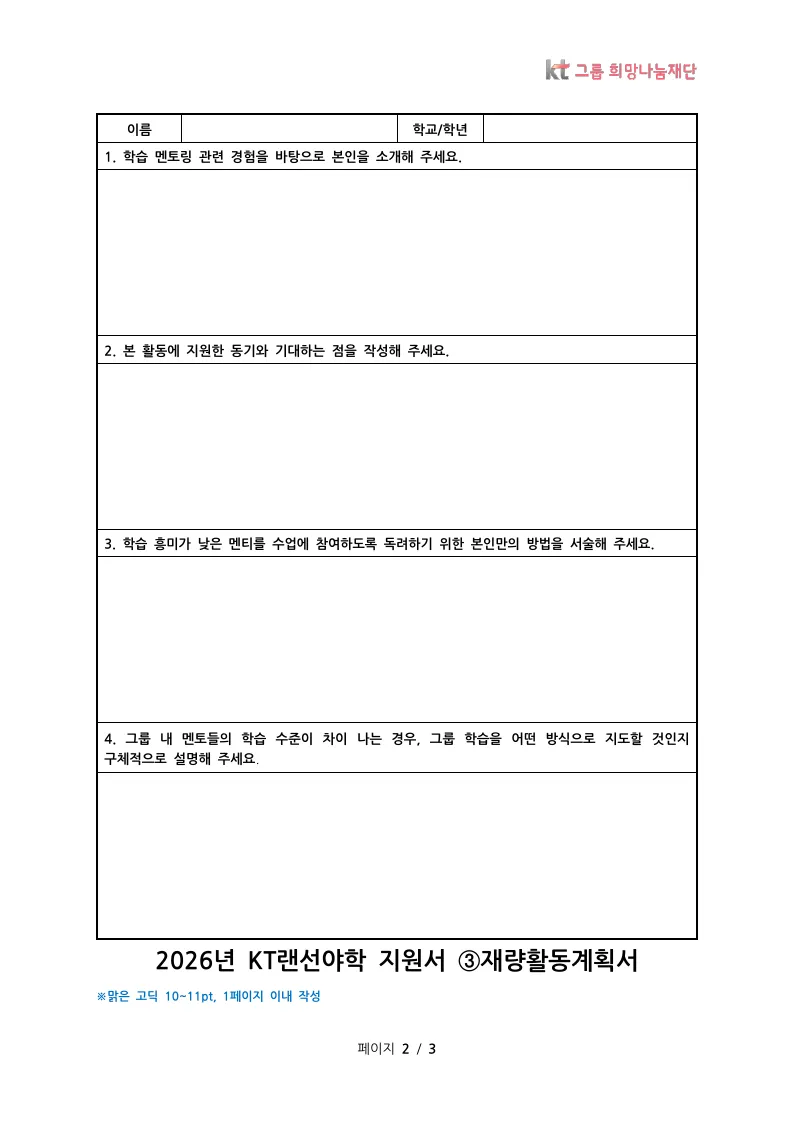 kt 그룹 희망나눔재단
이름 학교/학년
1. 학습 멘토링 관련 경험을 바탕으로 본인을 소개해 주세요.
2. 본 활동에 지원한 동기와 기대하는 점을 작성해 주세요.
3. 학습 흥미가 낮은 멘티를 수업에 참여하도록 독려하기 위한 본인만의 방법을 서술해 주세요.
4. 그룹 내 멘토들의 학습 수준이 차이 나는 경우, 그룹 학습을 어떤 방식으로 지도할 것인지
구체적으로 설명해 주세요.
2026년 KT랜선야학 지원서 ③재량활동계획서
※맑은 고딕 10~11pt, 1페이지 이내 작성
페이지 2 / 3